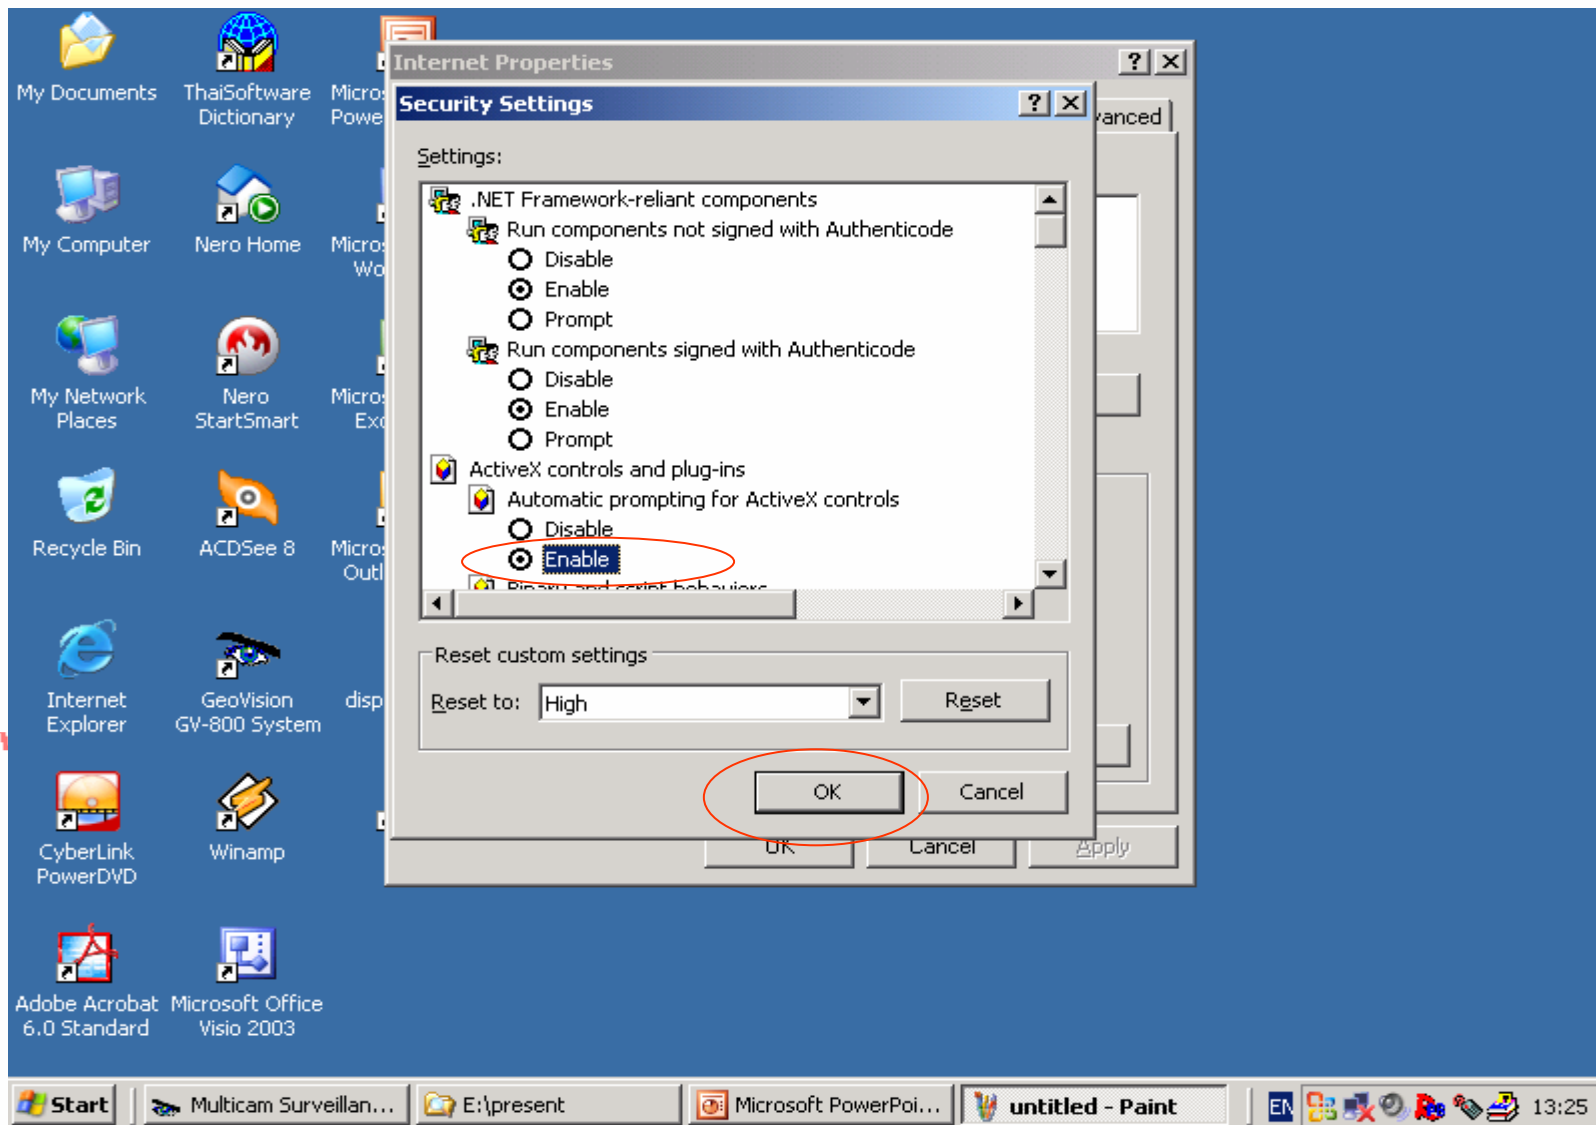 My Documents
ThaiSoftware
Dictionary
My Computer
Nero Home
My Network
Places
Nero
StartSmart
Recycle Bin
ACDSee 8
Internet
Explorer
GeoVision
GV-800 System
CyberLink
PowerDVD
Winamp
Adobe Acrobat
6.0 Standard
Microsoft Office
Visio 2003
Internet Properties
Security Settings
Settings:
.NET Framework-reliant components
Run components not signed with Authenticode
Disable
Enable
Prompt
Run components signed with Authenticode
Disable
Enable
Prompt
ActiveX controls and plug-ins
Automatic prompting for ActiveX controls
Disable
Enable
Binary and script behaviors
Reset custom settings
Reset to: High Reset
OK Cancel
OK Cancel Apply
Start Multicam Surveillan... E:\present Microsoft PowerPoi... untitled - Paint EN 13:25